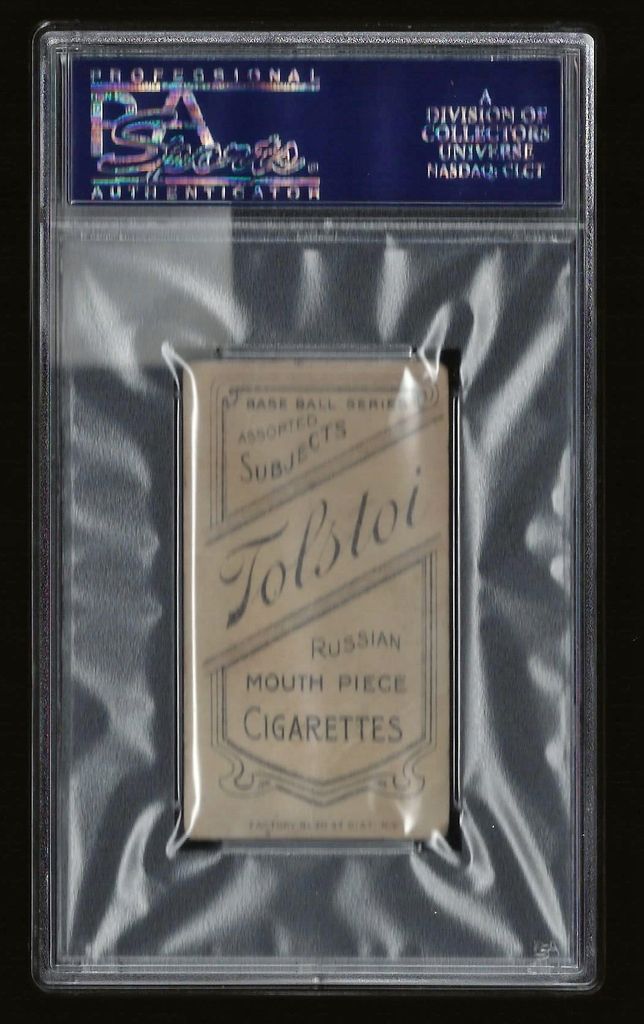 PROFESSIONAL
PSA
Sports
AUTHENTICATOR
A
DIVISION OF
COLLECTORS
UNIVERSE
NASDAQ: CLCT
BASE BALL SERIES
ASSORTED
SUBJECTS
Tolstoi
RUSSIAN
MOUTH PIECE
CIGARETTES